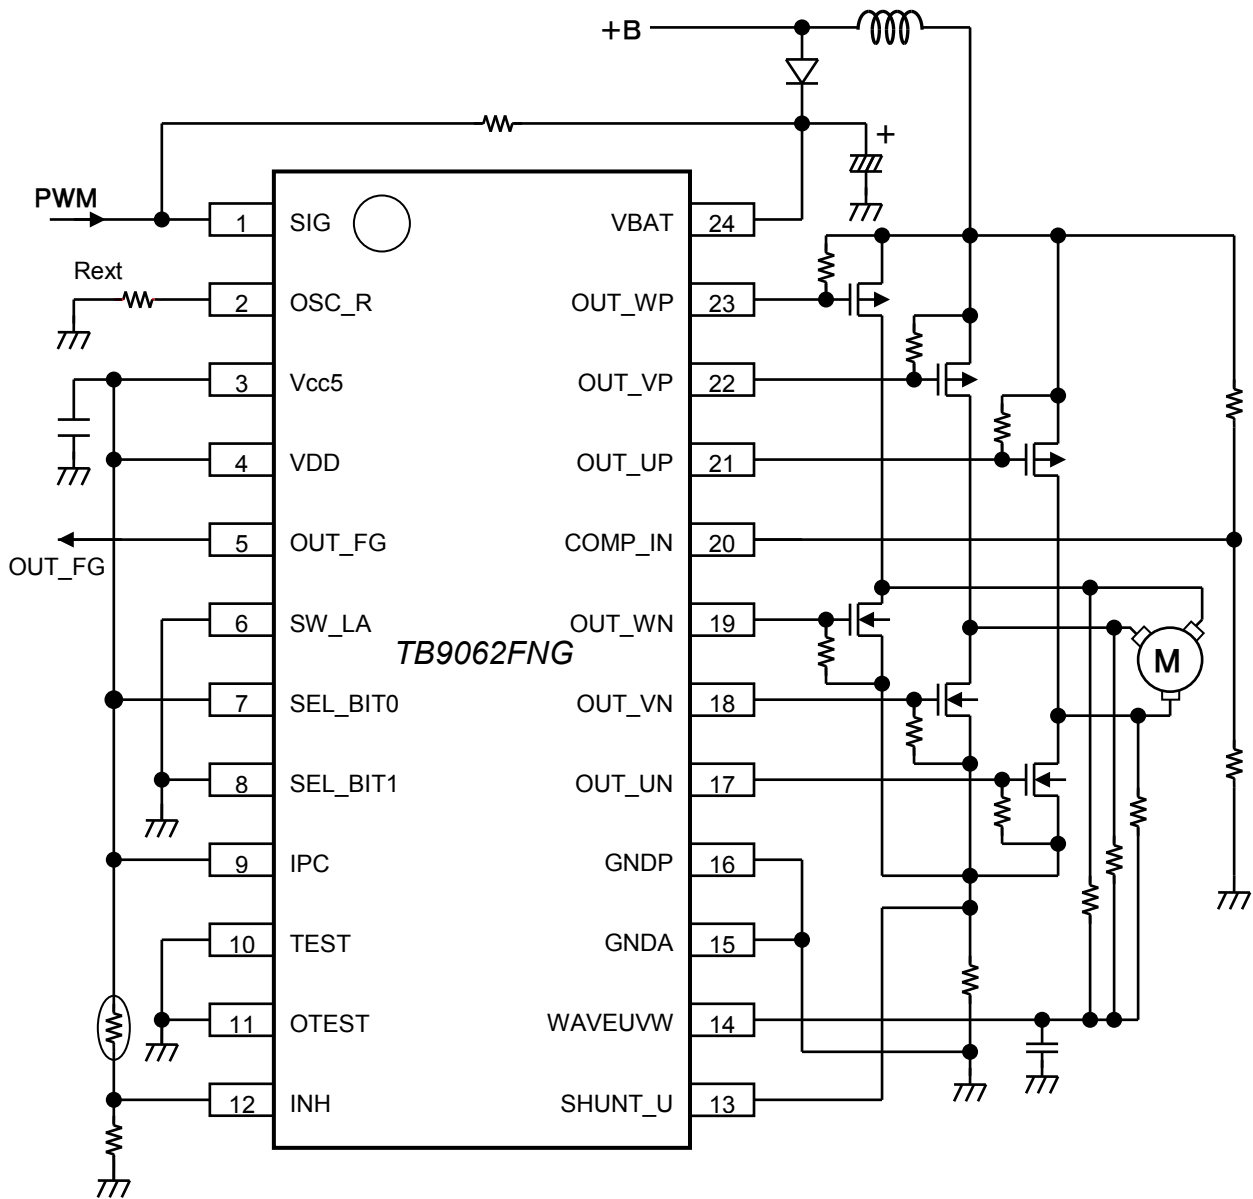 +B
+
PWM
1 SIG VBAT 24
Rext
2 OSC_R OUT_WP 23
3 Vcc5 OUT_VP 22
4 VDD OUT_UP 21
5 OUT_FG COMP_IN 20
OUT_FG
6 SW_LA OUT_WN 19
TB9062FNG
M
7 SEL_BIT0 OUT_VN 18
8 SEL_BIT1 OUT_UN 17
9 IPC GNDP 16
10 TEST GNDA 15
11 OTEST WAVEUVW 14
12 INH SHUNT_U 13